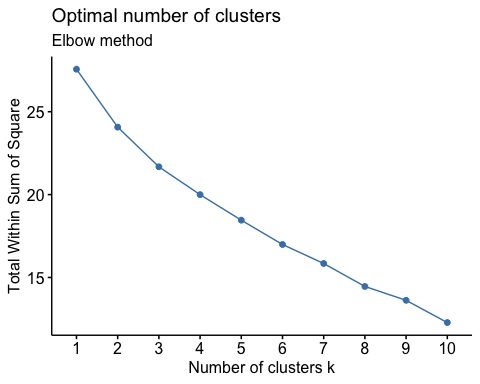 Optimal number of clusters
Elbow method
Total Within Sum of Square
25
20
15
1 2 3 4 5 6 7 8 9 10
Number of clusters k